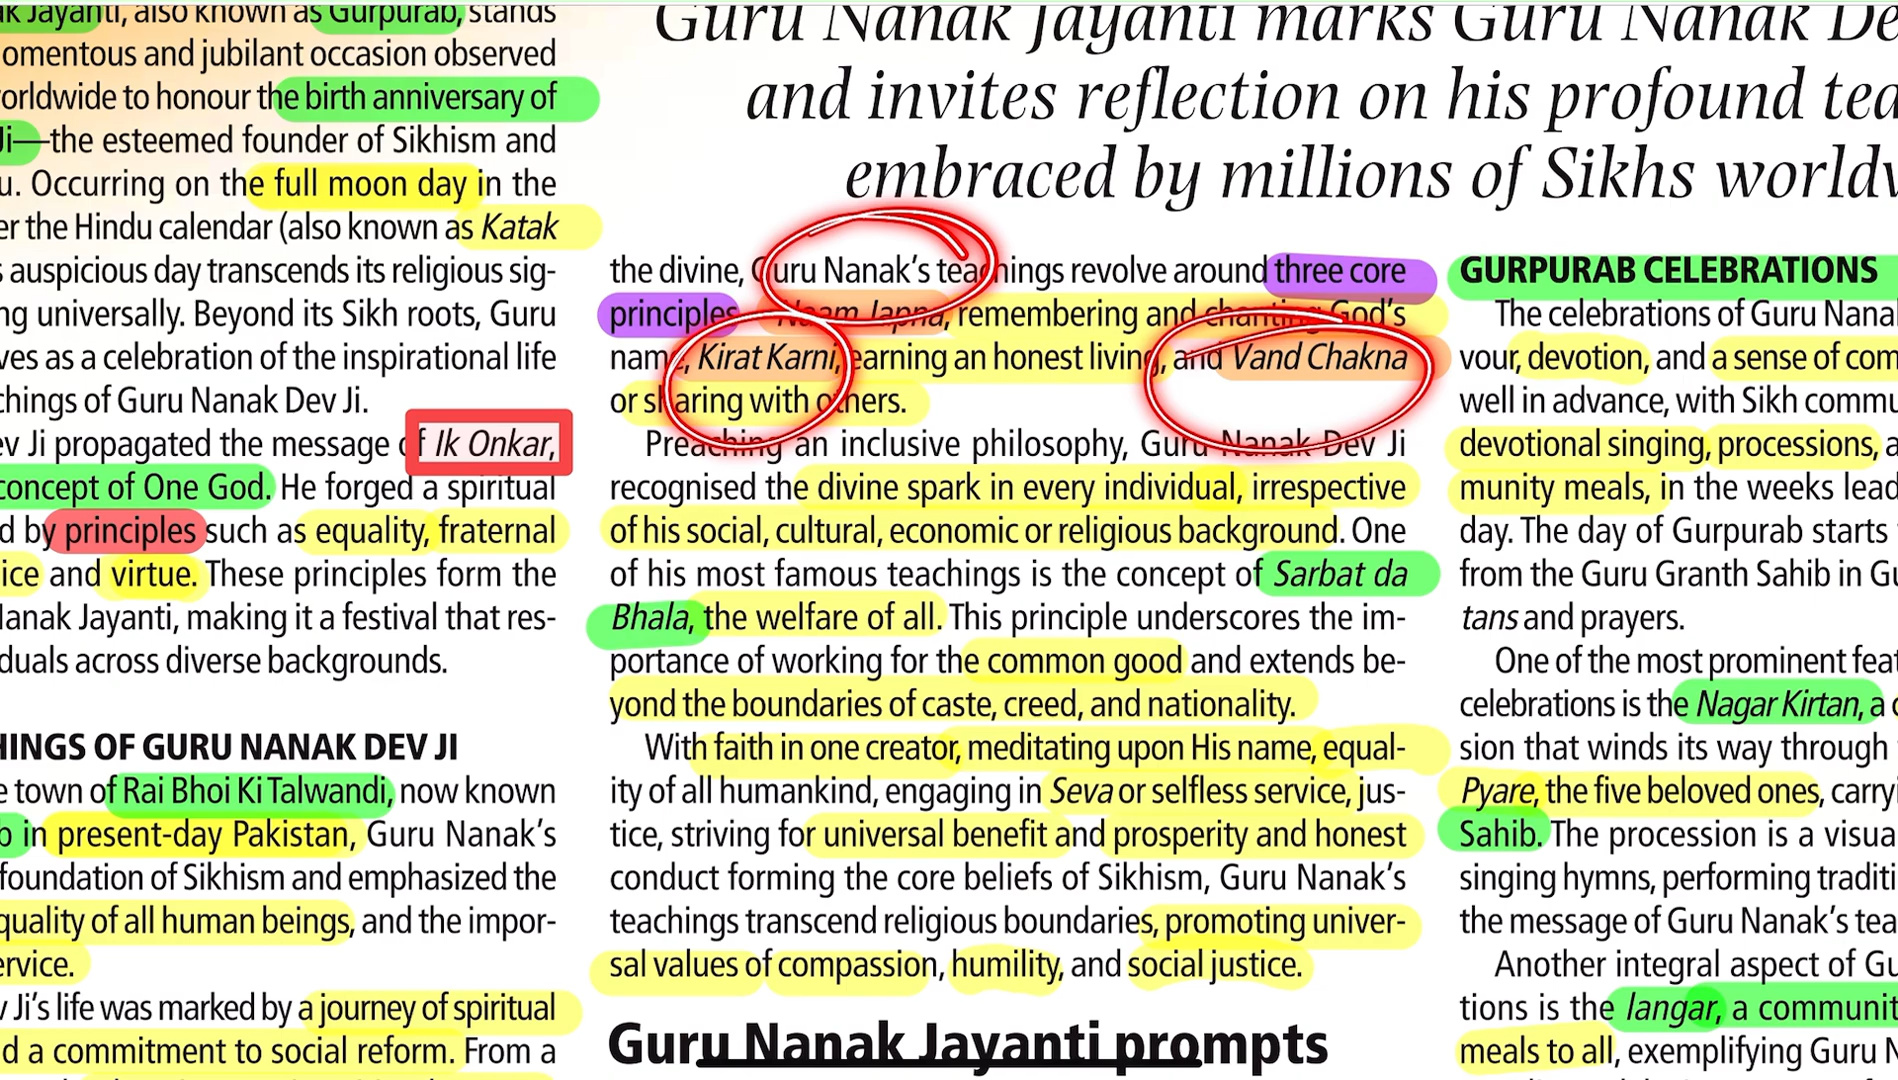 ak Jayanti, also known as Gurpurab, stands
omentous and jubilant occasion observed
orldwide to honour the birth anniversary of
Ji—the esteemed founder of Sikhism and
u. Occurring on the full moon day in the
er the Hindu calendar (also known as Katak
s auspicious day transcends its religious sig-
ng universally. Beyond its Sikh roots, Guru
ves as a celebration of the inspirational life
chings of Guru Nanak Dev Ji.
ev Ji propagated the message of Ik Onkar,
concept of One God. He forged a spiritual
d by principles such as equality, fraternal
ice and virtue. These principles form the
Nanak Jayanti, making it a festival that res-
duals across diverse backgrounds.
HINGS OF GURU NANAK DEV JI
e town of Rai Bhoi Ki Talwandi, now known
b in present-day Pakistan, Guru Nanak's
foundation of Sikhism and emphasized the
quality of all human beings, and the impor-
ervice.
v Ji's life was marked by a journey of spiritual
d a commitment to social reform. From a
Guru Nanak Jayanti marks Guru Nanak De
and invites reflection on his profound tea
embraced by millions of Sikhs worldw
the divine, Guru Nanak's teachings revolve around three core
principles Naam Japna, remembering and chanting God's
name, Kirat Karni, earning an honest living, and Vand Chakna
or sharing with others.
Preaching an inclusive philosophy, Guru Nanak Dev Ji
recognised the divine spark in every individual, irrespective
of his social, cultural, economic or religious background. One
of his most famous teachings is the concept of Sarbat da
Bhala, the welfare of all. This principle underscores the im-
portance of working for the common good and extends be-
yond the boundaries of caste, creed, and nationality.
With faith in one creator, meditating upon His name, equal-
ity of all humankind, engaging in Seva or selfless service, jus-
tice, striving for universal benefit and prosperity and honest
conduct forming the core beliefs of Sikhism, Guru Nanak's
teachings transcend religious boundaries, promoting univer-
sal values of compassion, humility, and social justice.
Guru Nanak Jayanti prompts
GURPURAB CELEBRATIONS
The celebrations of Guru Nana
vour, devotion, and a sense of com
well in advance, with Sikh commu
devotional singing, processions, a
munity meals, in the weeks lead
day. The day of Gurpurab starts
from the Guru Granth Sahib in Gu
tans and prayers.
One of the most prominent feat
celebrations is the Nagar Kirtan, a c
sion that winds its way through
Pyare, the five beloved ones, carryi
Sahib. The procession is a visua
singing hymns, performing traditi
the message of Guru Nanak's tea
Another integral aspect of Gu
tions is the langar, a communit
meals to all, exemplifying Guru N